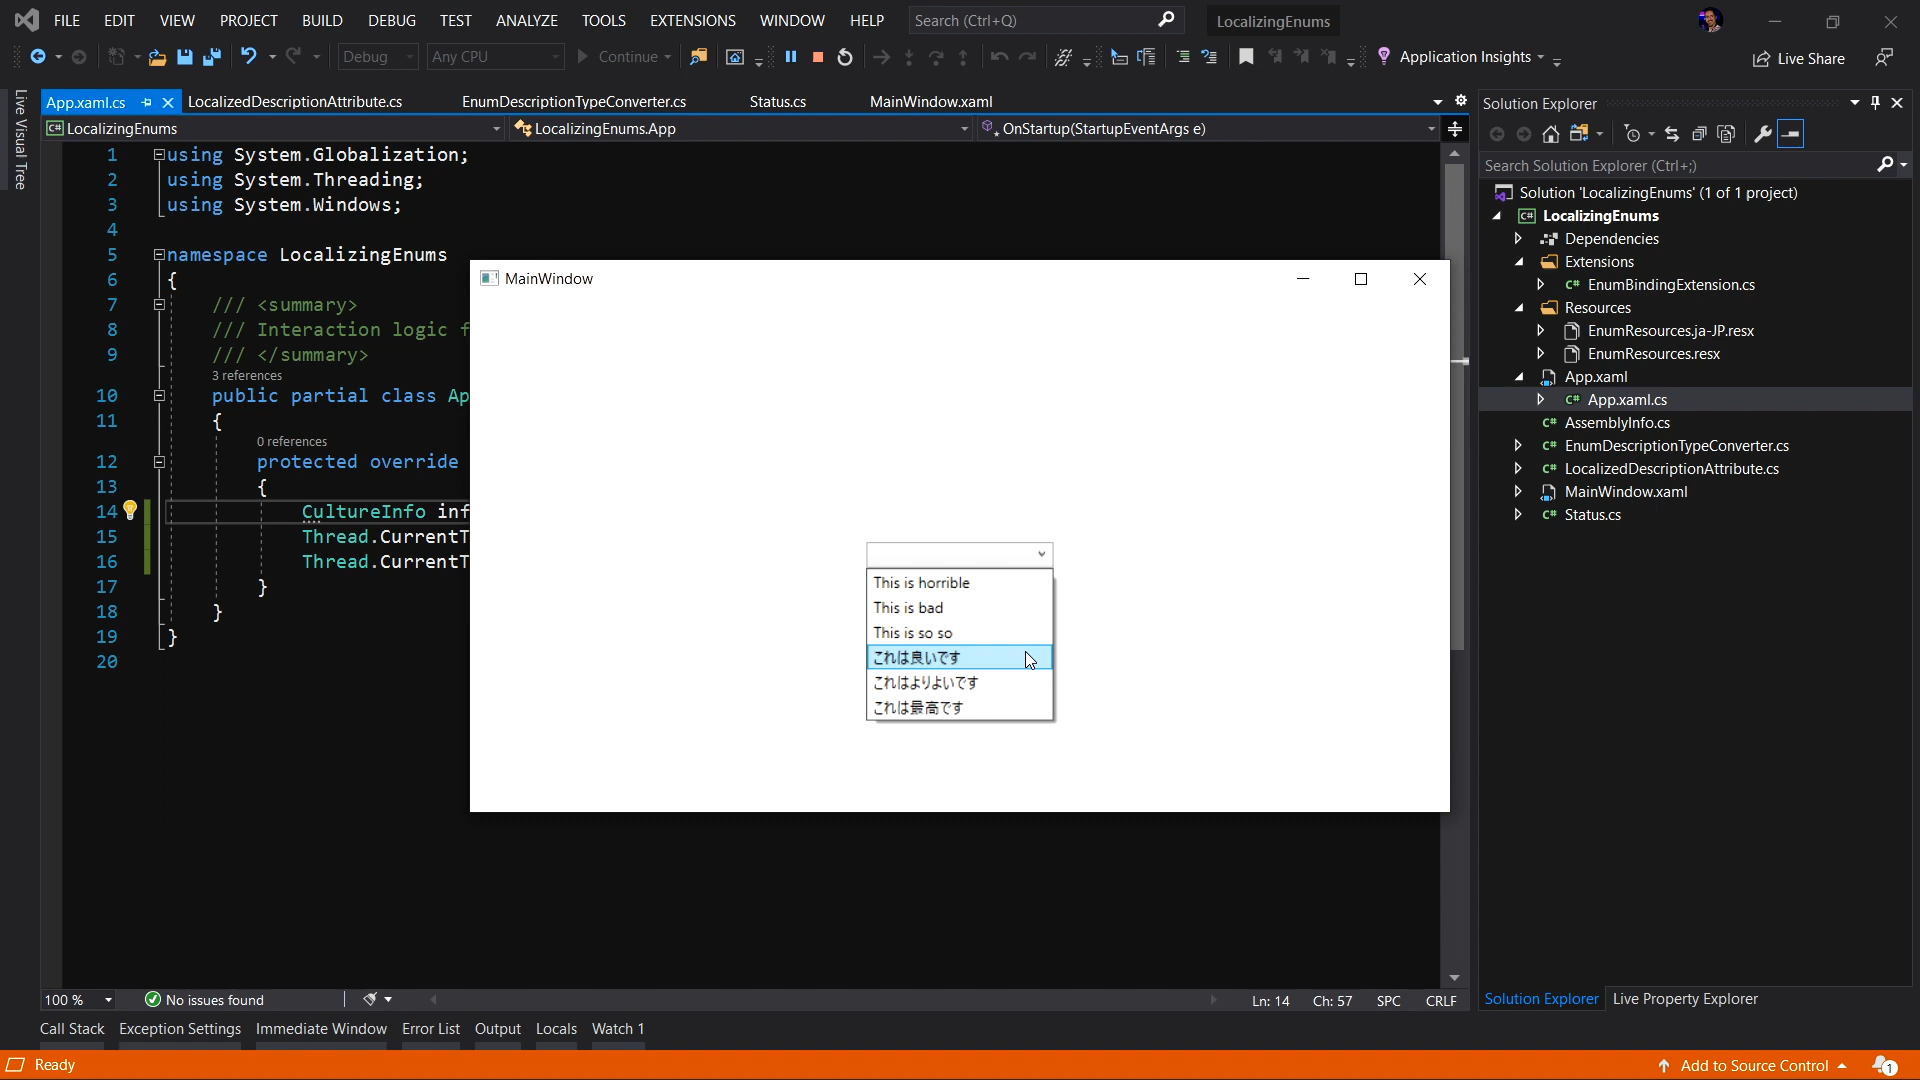 FILE EDIT VIEW PROJECT BUILD DEBUG TEST ANALYZE TOOLS EXTENSIONS WINDOW HELP Search (Ctrl+Q) LocalizingEnums
Debug Any CPU Continue Application Insights Live Share
Live Visual Tree
App.xaml.cs LocalizedDescriptionAttribute.cs EnumDescriptionTypeConverter.cs Status.cs MainWindow.xaml
C# LocalizingEnums LocalizingEnums.App OnStartup(StartupEventArgs e)
1 using System.Globalization;
2 using System.Threading;
3 using System.Windows;
4
5 namespace LocalizingEnums
6 {
7 /// <summary>
8 /// Interaction logic f
9 /// </summary>
3 references
10 public partial class Ap
11 {
0 references
12 protected override
13 {
14 CultureInfo inf
15 Thread.CurrentT
16 Thread.CurrentT
17 }
18 }
19 }
20
MainWindow
This is horrible
This is bad
This is so so
これは良いです
これはよりよいです
これは最高です
Solution Explorer
Search Solution Explorer (Ctrl+;)
Solution 'LocalizingEnums' (1 of 1 project)
C# LocalizingEnums
Dependencies
Extensions
C# EnumBindingExtension.cs
Resources
EnumResources.ja-JP.resx
EnumResources.resx
App.xaml
C# App.xaml.cs
C# AssemblyInfo.cs
C# EnumDescriptionTypeConverter.cs
C# LocalizedDescriptionAttribute.cs
MainWindow.xaml
C# Status.cs
100 % No issues found Ln: 14 Ch: 57 SPC CRLF
Solution Explorer Live Property Explorer
Call Stack Exception Settings Immediate Window Error List Output Locals Watch 1
Ready Add to Source Control 1